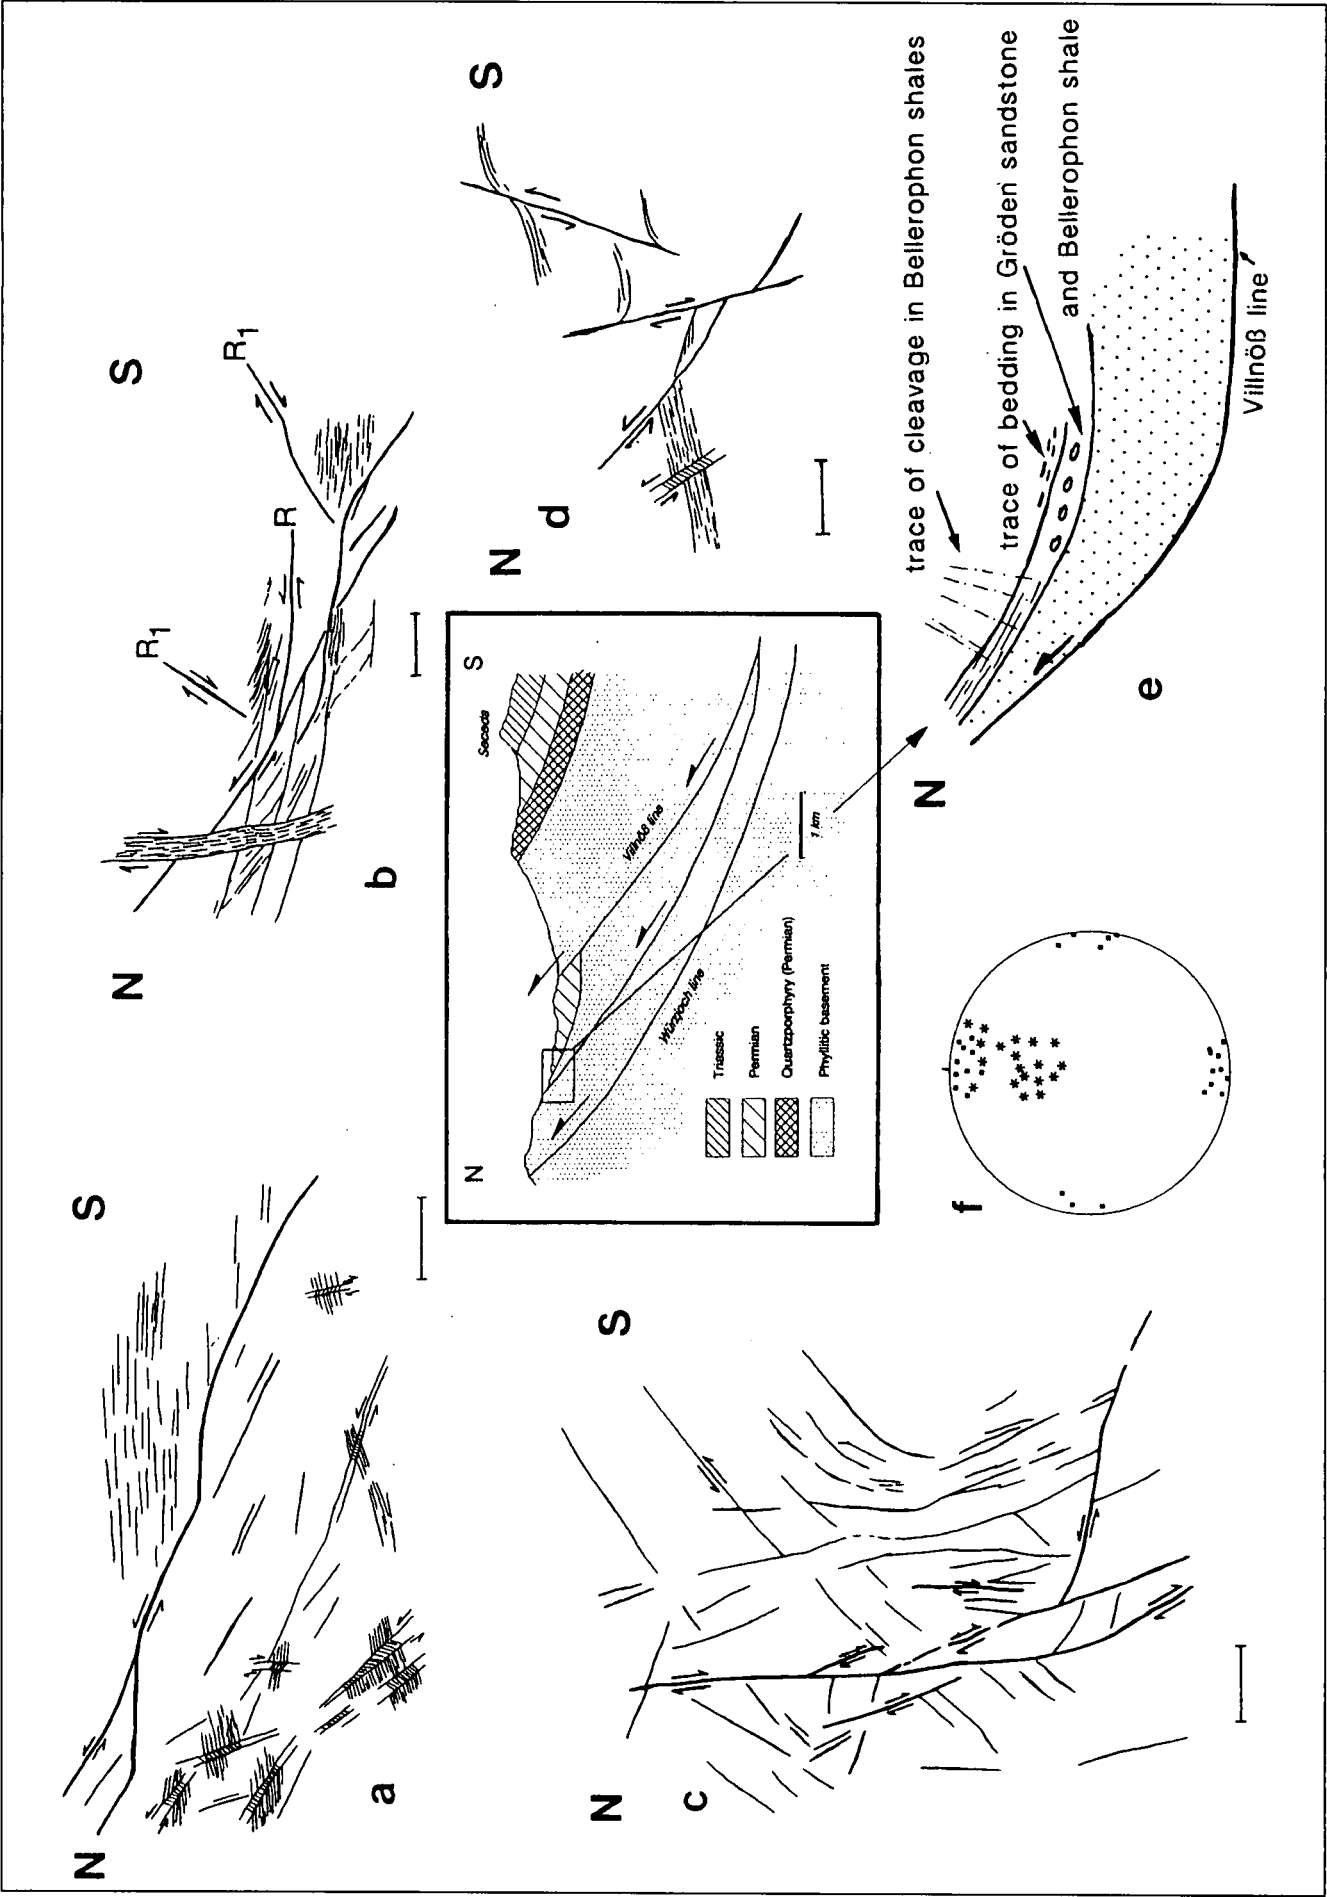 N
S
a
N
S
b
R₁
R
R₁
N
S
c
N
S
Seceda
Villnöß line
Würzjoch line
1 km
Triassic
Permian
Quartzporphyry (Permian)
Phyllitic basement
N
S
d
f
N
e
trace of cleavage in Bellerophon shales
trace of bedding in Gröden sandstone
and Bellerophon shale
Villnöß line